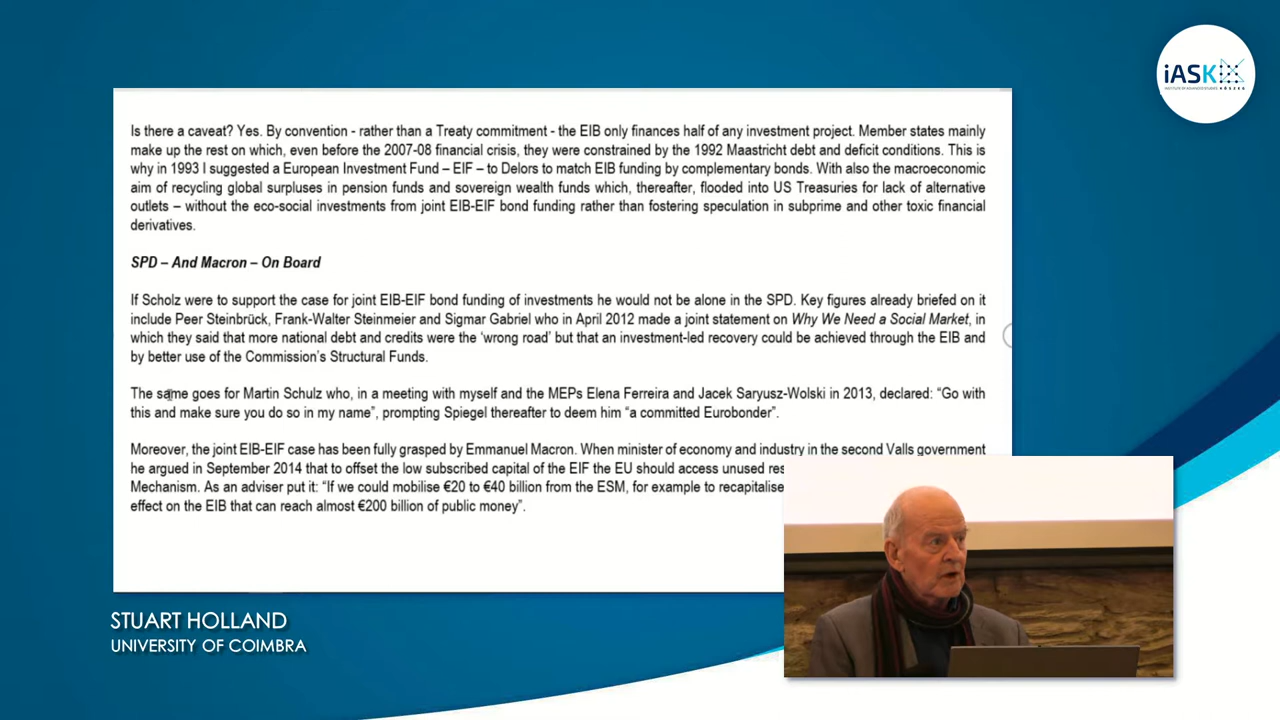 iASK
INSTITUTE OF ADVANCED STUDIES KŐSZEG
Is there a caveat? Yes. By convention - rather than a Treaty commitment - the EIB only finances half of any investment project. Member states mainly
make up the rest on which, even before the 2007-08 financial crisis, they were constrained by the 1992 Maastricht debt and deficit conditions. This is
why in 1993 I suggested a European Investment Fund – EIF – to Delors to match EIB funding by complementary bonds. With also the macroeconomic
aim of recycling global surpluses in pension funds and sovereign wealth funds which, thereafter, flooded into US Treasuries for lack of alternative
outlets – without the eco-social investments from joint EIB-EIF bond funding rather than fostering speculation in subprime and other toxic financial
derivatives.
SPD – And Macron – On Board
If Scholz were to support the case for joint EIB-EIF bond funding of investments he would not be alone in the SPD. Key figures already briefed on it
include Peer Steinbrück, Frank-Walter Steinmeier and Sigmar Gabriel who in April 2012 made a joint statement on Why We Need a Social Market, in
which they said that more national debt and credits were the ‘wrong road’ but that an investment-led recovery could be achieved through the EIB and
by better use of the Commission’s Structural Funds.
The same goes for Martin Schulz who, in a meeting with myself and the MEPs Elena Ferreira and Jacek Saryusz-Wolski in 2013, declared: “Go with
this and make sure you do so in my name”, prompting Spiegel thereafter to deem him “a committed Eurobonder”.
Moreover, the joint EIB-EIF case has been fully grasped by Emmanuel Macron. When minister of economy and industry in the second Valls government
he argued in September 2014 that to offset the low subscribed capital of the EIF the EU should access unused res
Mechanism. As an adviser put it: “If we could mobilise €20 to €40 billion from the ESM, for example to recapitalise
effect on the EIB that can reach almost €200 billion of public money”.
STUART HOLLAND
UNIVERSITY OF COIMBRA